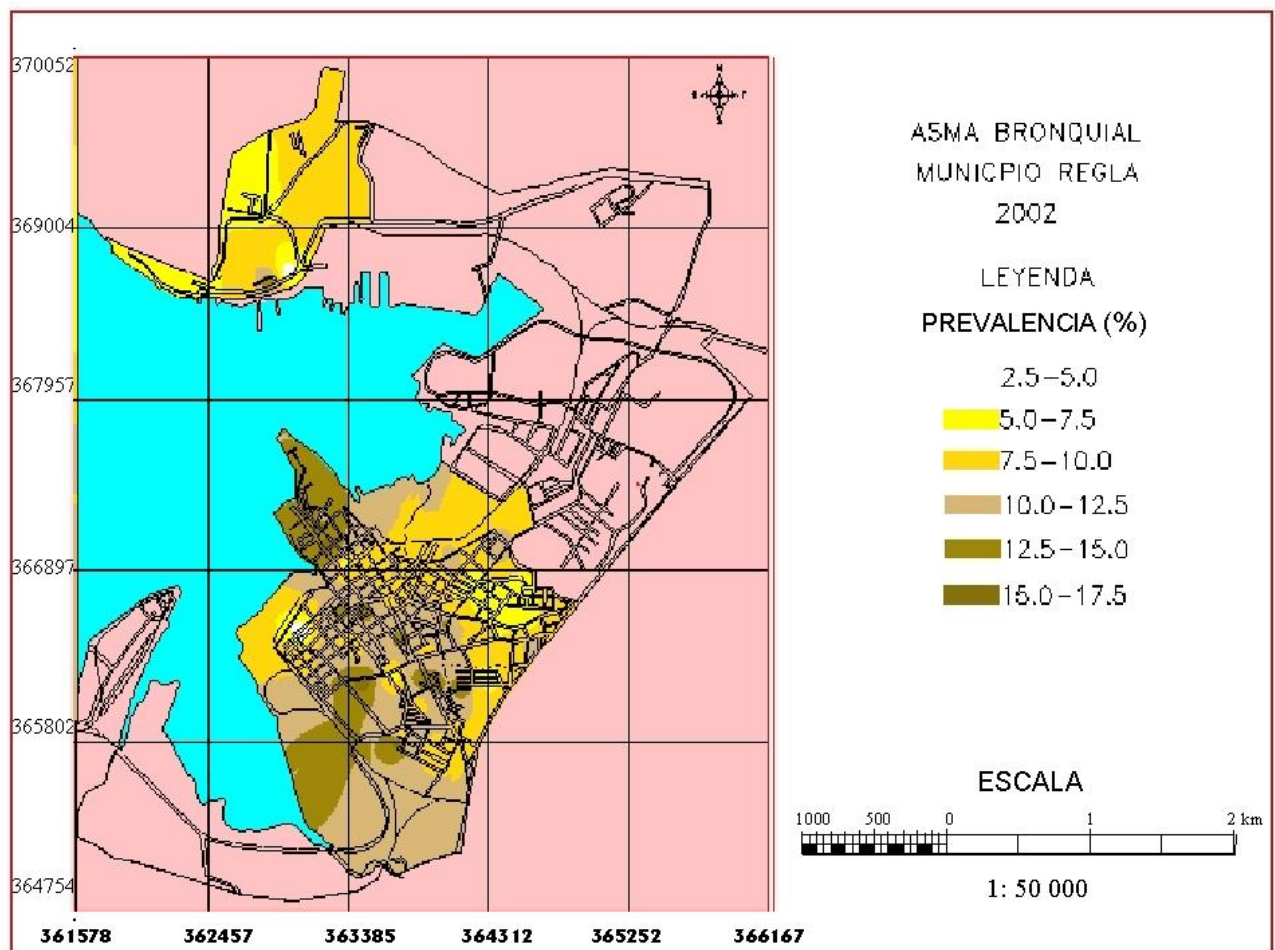 370052
369004
367957
366897
365802
364754
361578 362457 363385 364312 365252 366167
N
ASMA BRONQUIAL
MUNICPIO REGLA
2002
LEYENDA
PREVALENCIA (%)
2.5-5.0
5.0-7.5
7.5-10.0
10.0-12.5
12.5-15.0
15.0-17.5
ESCALA
1000 500 0 1 2 km
1: 50 000